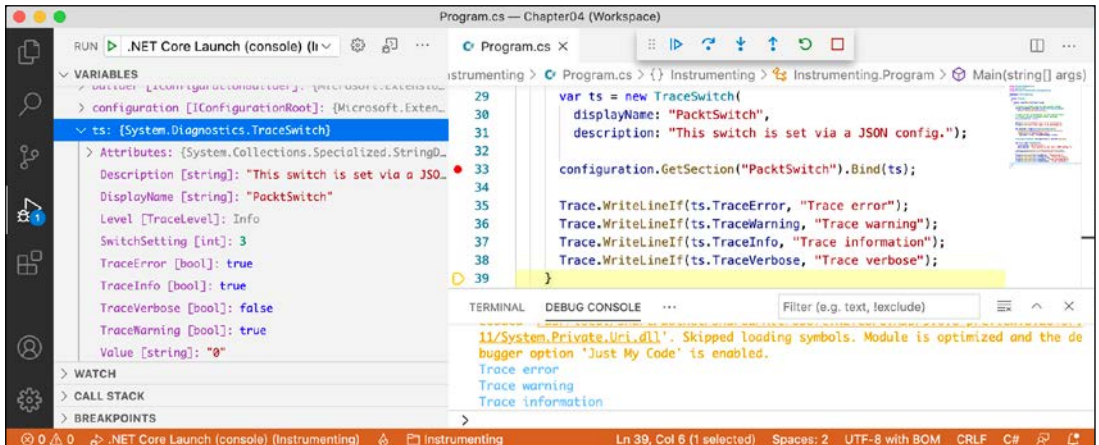 Program.cs — Chapter04 (Workspace)
RUN .NET Core Launch (console) (Ir
VARIABLES
configuration [IConfigurationRoot]: {Microsoft.Exten…
ts: {System.Diagnostics.TraceSwitch}
Attributes: {System.Collections.Specialized.StringD…
Description [string]: "This switch is set via a JSO…
DisplayName [string]: "PacktSwitch"
Level [TraceLevel]: Info
SwitchSetting [int]: 3
TraceError [bool]: true
TraceInfo [bool]: true
TraceVerbose [bool]: false
TraceWarning [bool]: true
Value [string]: "0"
WATCH
CALL STACK
BREAKPOINTS
1
Program.cs
strumenting > Program.cs > {} Instrumenting > Instrumenting.Program > Main(string[] args)
29 var ts = new TraceSwitch(
30 displayName: "PacktSwitch",
31 description: "This switch is set via a JSON config.");
32
33 configuration.GetSection("PacktSwitch").Bind(ts);
34
35 Trace.WriteLineIf(ts.TraceError, "Trace error");
36 Trace.WriteLineIf(ts.TraceWarning, "Trace warning");
37 Trace.WriteLineIf(ts.TraceInfo, "Trace information");
38 Trace.WriteLineIf(ts.TraceVerbose, "Trace verbose");
39 }
TERMINAL DEBUG CONSOLE ··· Filter (e.g. text, !exclude)
11/System.Private.Uri.dll'. Skipped loading symbols. Module is optimized and the de
bugger option 'Just My Code' is enabled.
Trace error
Trace warning
Trace information
>
0 0 .NET Core Launch (console) (Instrumenting) Instrumenting Ln 39, Col 6 (1 selected) Spaces: 2 UTF-8 with BOM CRLF C#